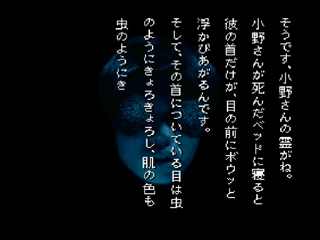 そうです、小野さんの霊がね。
小野さんが死んだベッドに寝ると
彼の首だけが、目の前にボウッと
浮かびあがるんです。
そして、その首についている目は虫
のようにきょろきょろし、肌の色も
虫のようにき